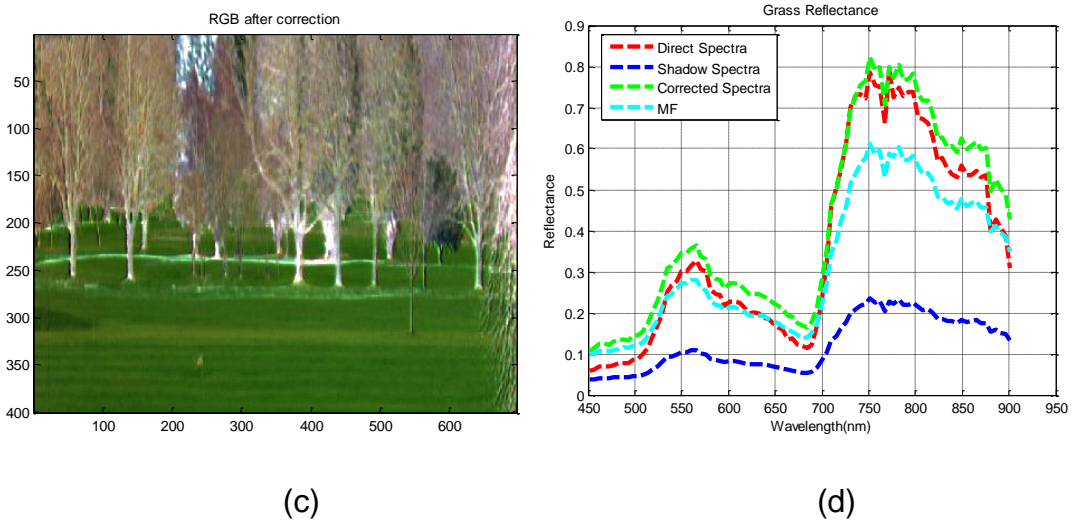 RGB after correction
50
100
150
200
250
300
350
400
100 200 300 400 500 600
(c)
Grass Reflectance
0.9
0.8
0.7
0.6
0.5
0.4
0.3
0.2
0.1
0
Reflectance
Direct Spectra
Shadow Spectra
Corrected Spectra
MF
450 500 550 600 650 700 750 800 850 900 950
Wavelength(nm)
(d)